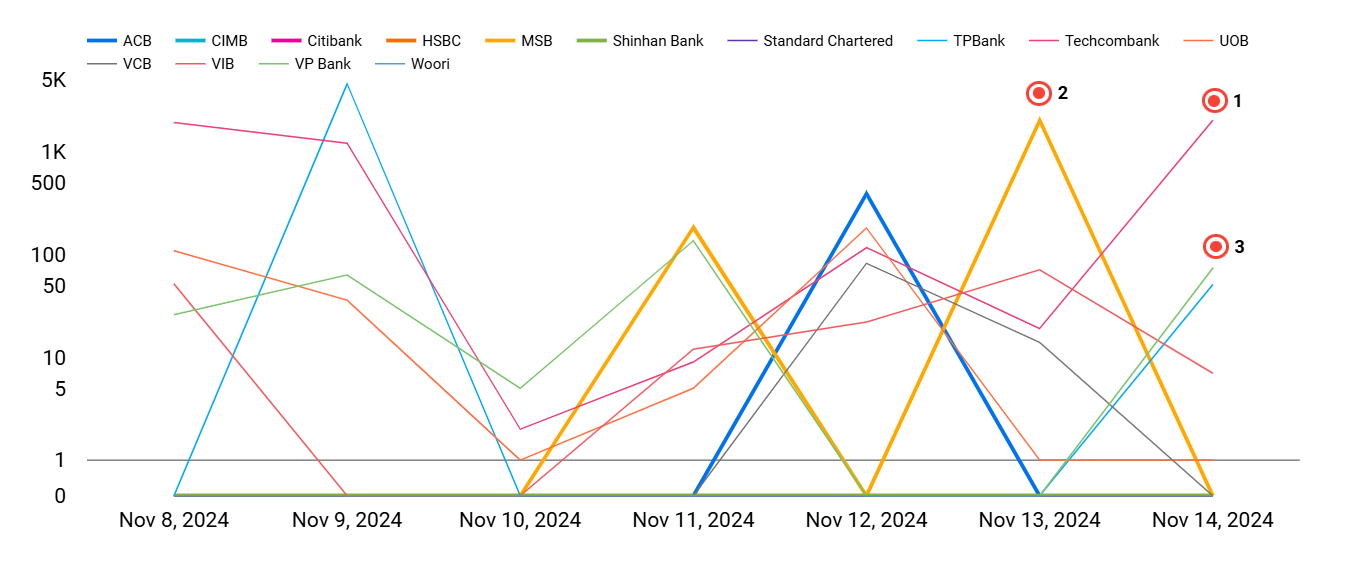 ACB CIMB Citibank HSBC MSB Shinhan Bank Standard Chartered TPBank Techcombank UOB
VCB VIB VP Bank Woori
5K
2
1
1K
500
3
100
50
10
5
1
0
Nov 8, 2024 Nov 9, 2024 Nov 10, 2024 Nov 11, 2024 Nov 12, 2024 Nov 13, 2024 Nov 14, 2024